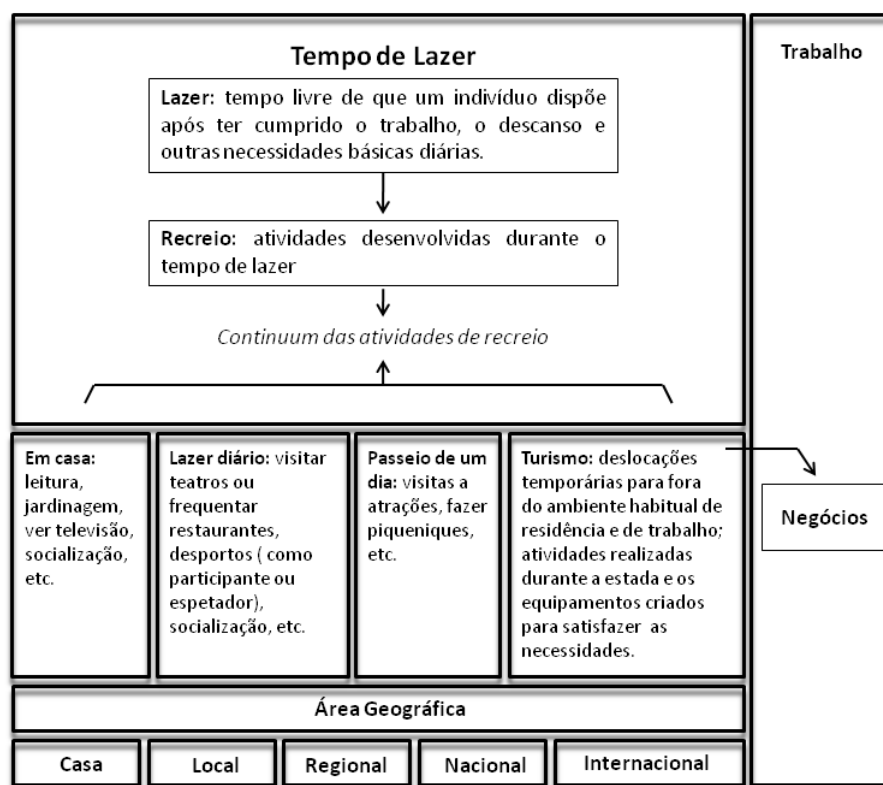 Tempo de Lazer
Lazer: tempo livre de que um indivíduo dispõe
após ter cumprido o trabalho, o descanso e
outras necessidades básicas diárias.
Recreio: atividades desenvolvidas durante o
tempo de lazer
Continuum das atividades de recreio
Em casa:
leitura,
jardinagem,
ver televisão,
socialização,
etc.
Lazer diário: visitar
teatros ou
frequentar
restaurantes,
desportos ( como
participante ou
espetador),
socialização, etc.
Passeio de um
dia: visitas a
atrações, fazer
piqueniques,
etc.
Turismo: deslocações
temporárias para fora
do ambiente habitual de
residência e de trabalho;
atividades realizadas
durante a estada e os
equipamentos criados
para satisfazer as
necessidades.
Trabalho
Negócios
Área Geográfica
Casa
Local
Regional
Nacional
Internacional